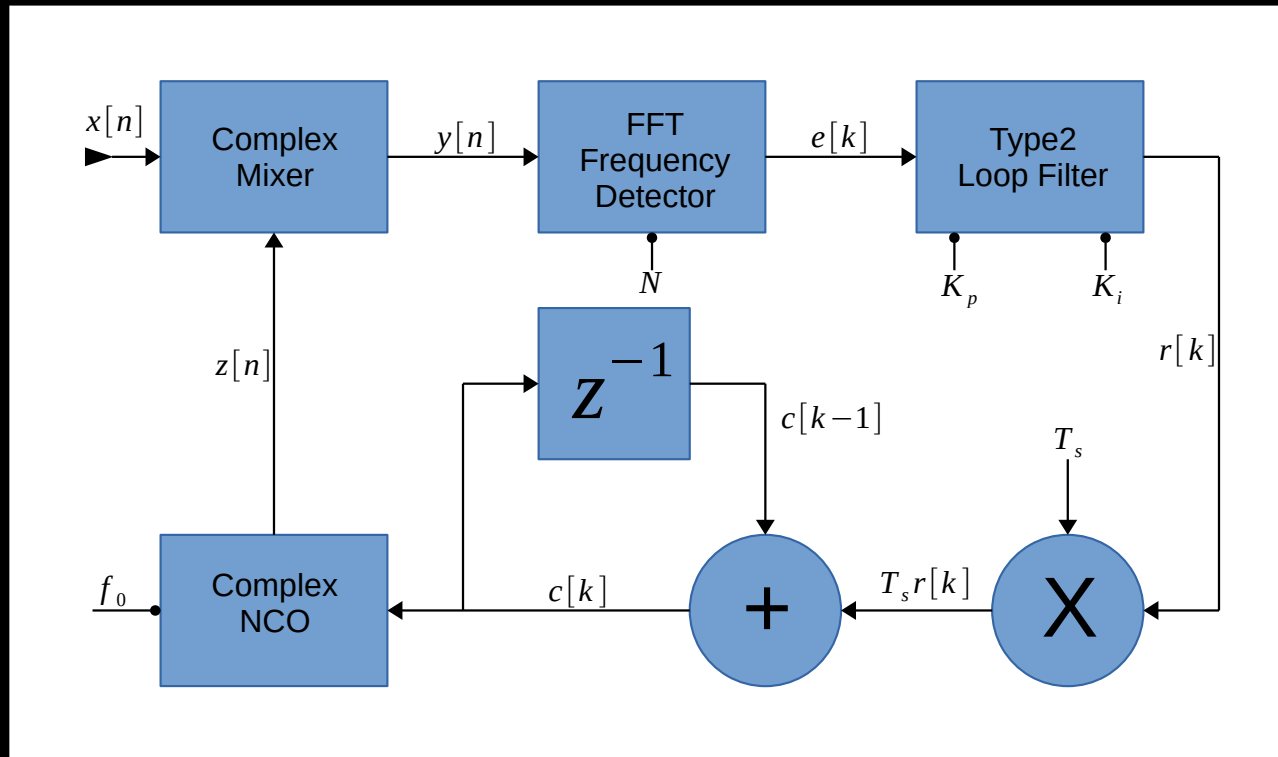 x[n]
Complex
Mixer
y[n]
FFT
Frequency
Detector
e[k]
Type2
Loop Filter
N
K_p
K_i
z[n]
z^{−1}
r[k]
c[k−1]
T_s
f_0
Complex
NCO
c[k]
+
T_s r[k]
X